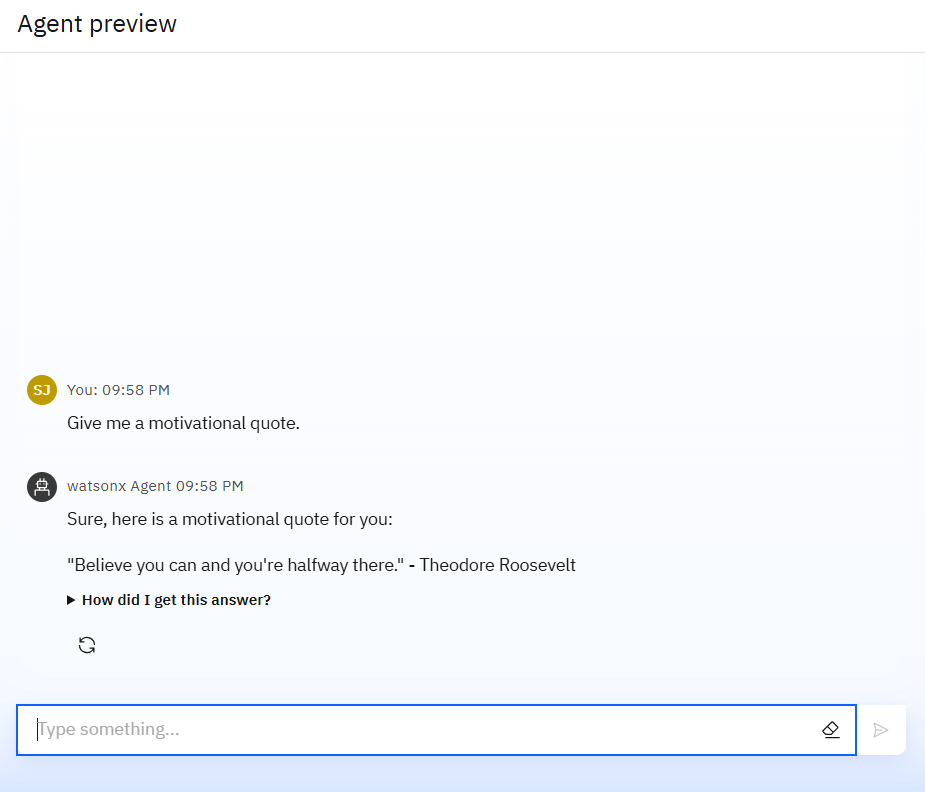 Agent preview
SJ
You: 09:58 PM
Give me a motivational quote.
watsonx Agent 09:58 PM
Sure, here is a motivational quote for you:
"Believe you can and you're halfway there." - Theodore Roosevelt
How did I get this answer?
Type something...